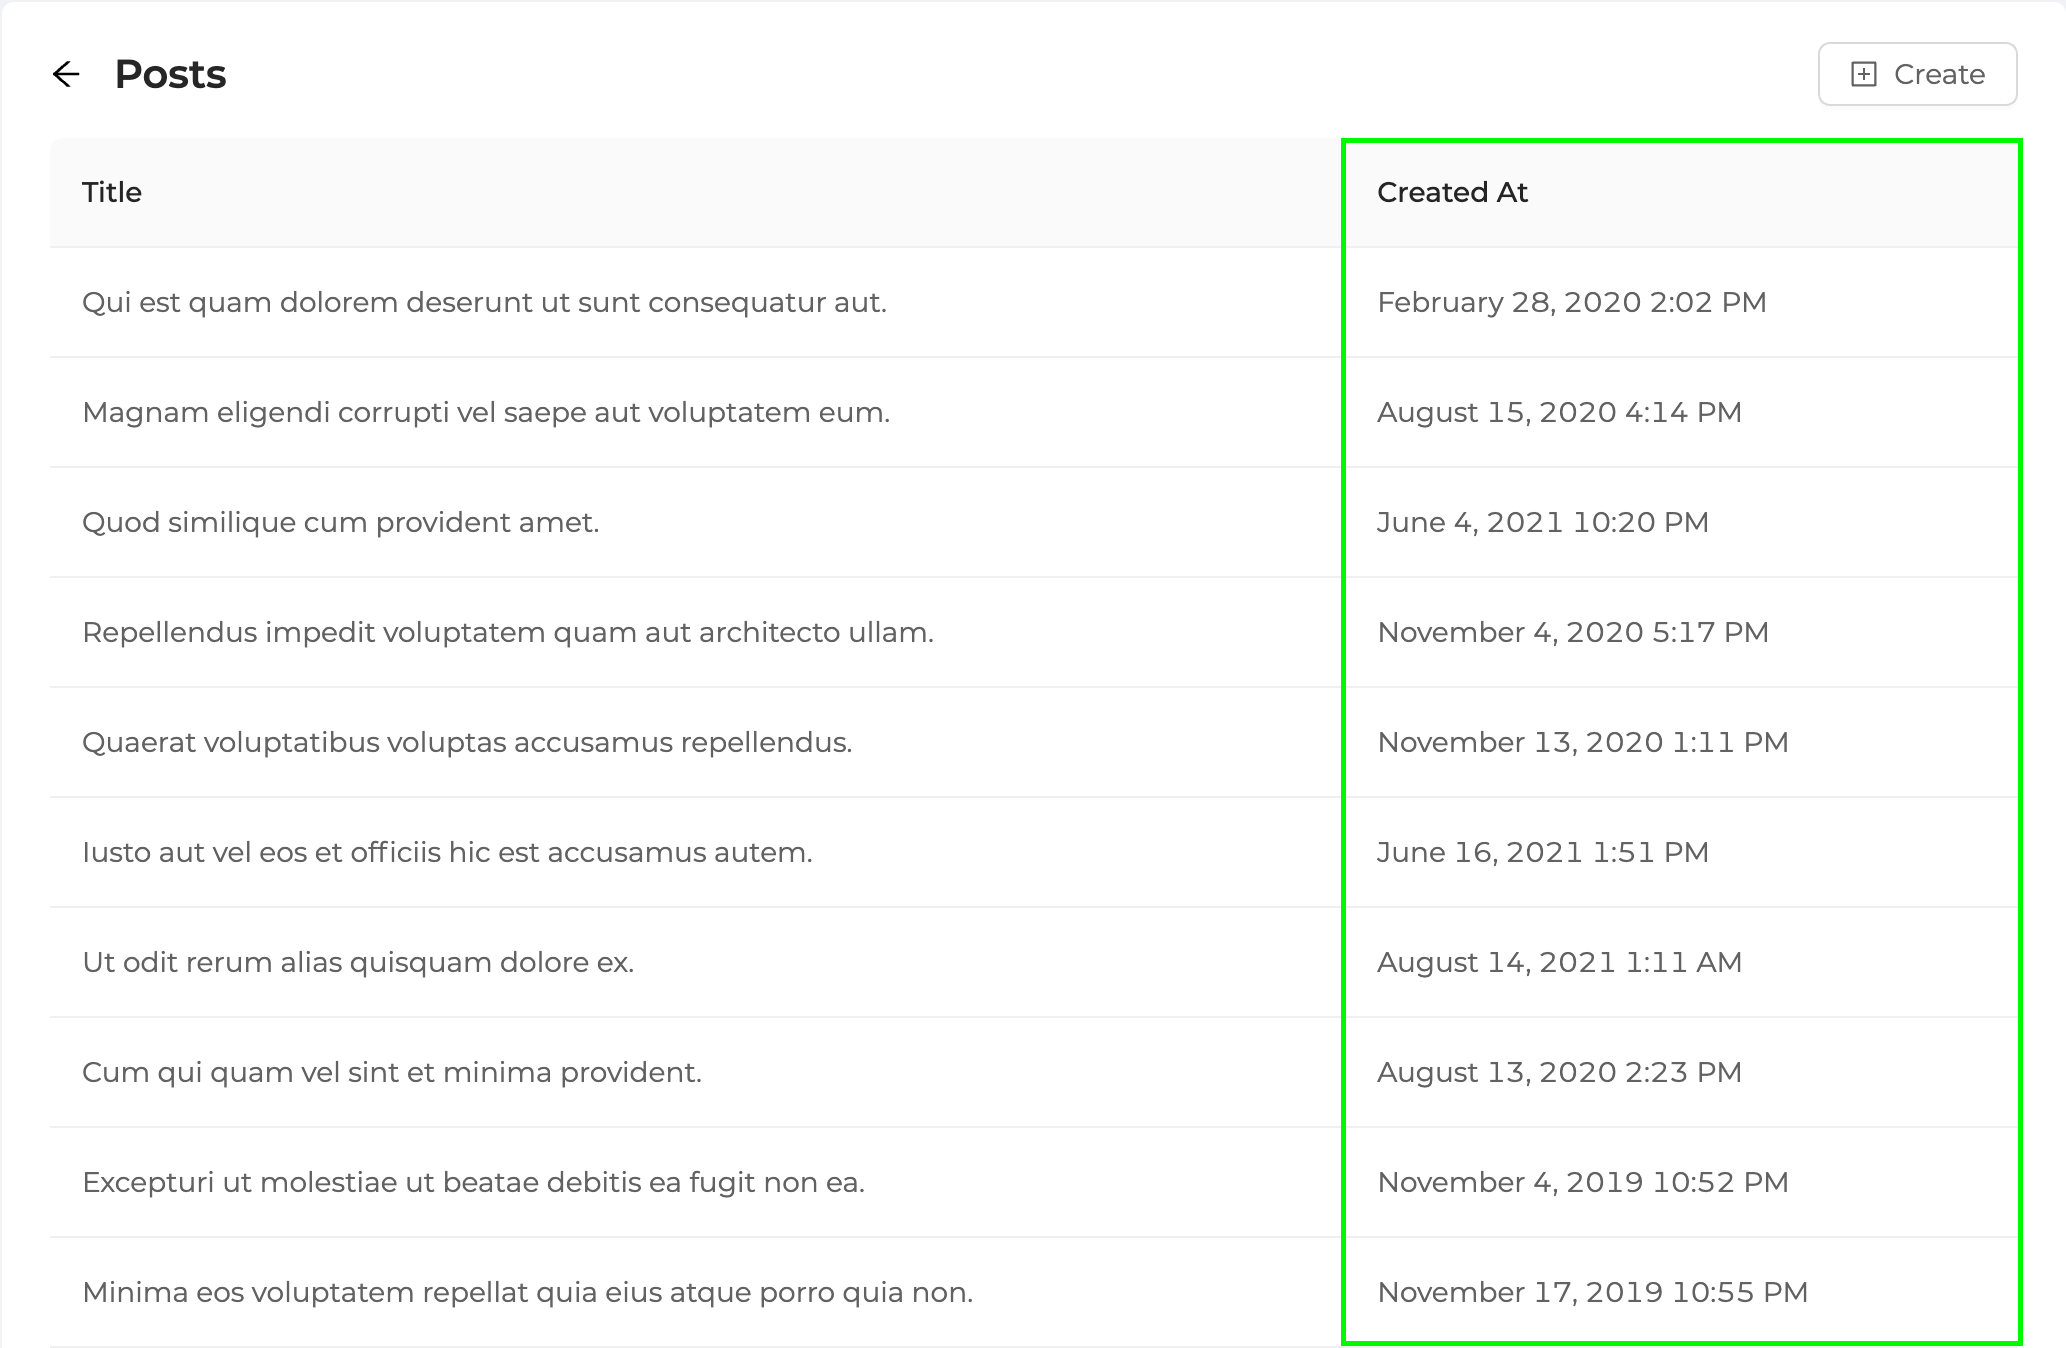 Posts
Create
Title Created At
Qui est quam dolorem deserunt ut sunt consequatur aut. February 28, 2020 2:02 PM
Magnam eligendi corrupti vel saepe aut voluptatem eum. August 15, 2020 4:14 PM
Quod similique cum provident amet. June 4, 2021 10:20 PM
Repellendus impedit voluptatem quam aut architecto ullam. November 4, 2020 5:17 PM
Quaerat voluptatibus voluptas accusamus repellendus. November 13, 2020 1:11 PM
Iusto aut vel eos et officiis hic est accusamus autem. June 16, 2021 1:51 PM
Ut odit rerum alias quisquam dolore ex. August 14, 2021 1:11 AM
Cum qui quam vel sint et minima provident. August 13, 2020 2:23 PM
Excepturi ut molestiae ut beatae debitis ea fugit non ea. November 4, 2019 10:52 PM
Minima eos voluptatem repellat quia eius atque porro quia non. November 17, 2019 10:55 PM